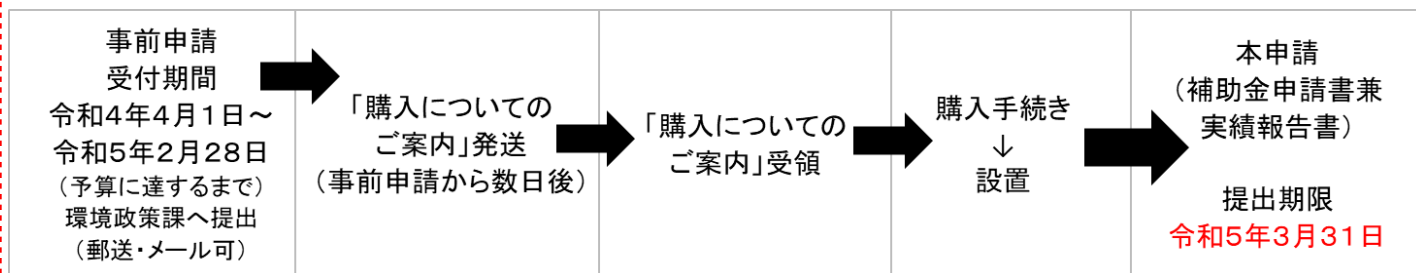 事前申請
受付期間
令和４年４月１日～
令和５年２月２８日
（予算に達するまで）
環境政策課へ提出
（郵送・メール可）
「購入についての
ご案内」発送
（事前申請から数日後）
「購入についての
ご案内」受領
購入手続き
↓
設置
本申請
（補助金申請書兼
実績報告書）
提出期限
令和５年３月３１日